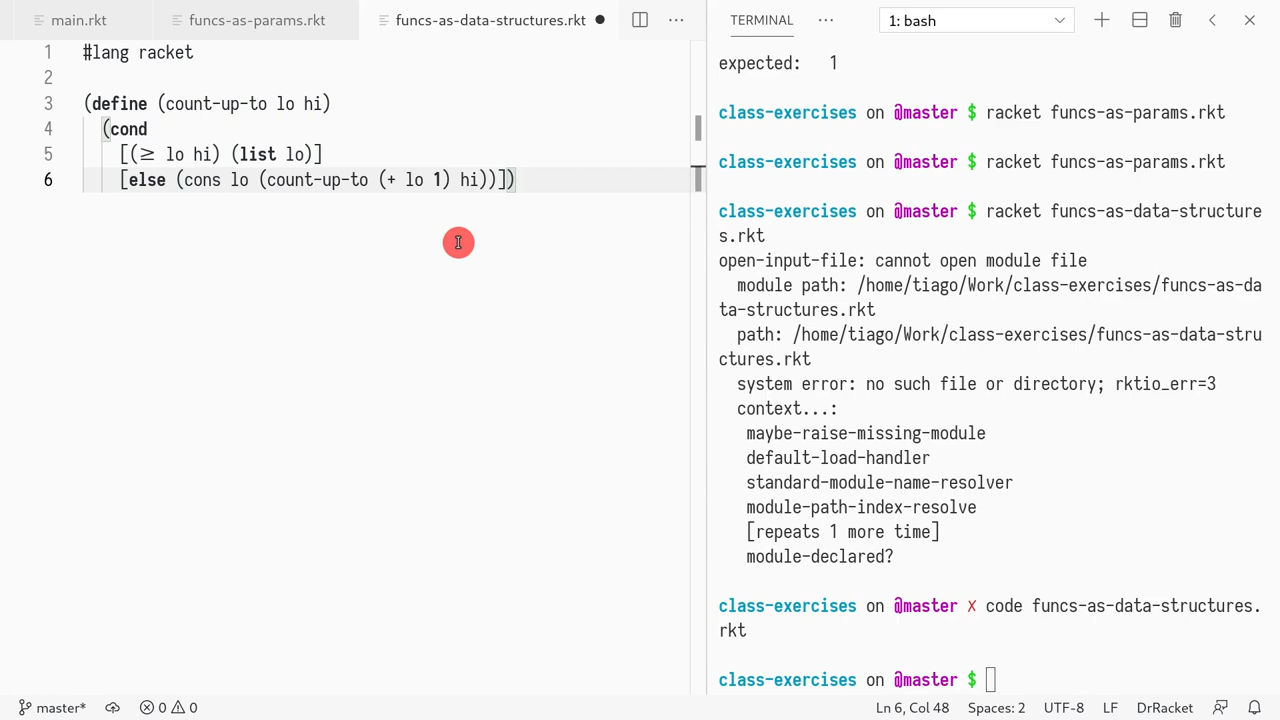 main.rkt
funcs-as-params.rkt
funcs-as-data-structures.rkt
1 #lang racket
2
3 (define (count-up-to lo hi)
4 (cond
5 [(≥ lo hi) (list lo)]
6 [else (cons lo (count-up-to (+ lo 1) hi))])
TERMINAL
1: bash
expected: 1
class-exercises on @master $ racket funcs-as-params.rkt
class-exercises on @master $ racket funcs-as-params.rkt
class-exercises on @master $ racket funcs-as-data-structure
s.rkt
open-input-file: cannot open module file
module path: /home/tiago/Work/class-exercises/funcs-as-da
ta-structures.rkt
path: /home/tiago/Work/class-exercises/funcs-as-data-stru
ctures.rkt
system error: no such file or directory; rktio_err=3
context...:
maybe-raise-missing-module
default-load-handler
standard-module-name-resolver
module-path-index-resolve
[repeats 1 more time]
module-declared?
class-exercises on @master ✗ code funcs-as-data-structures.
rkt
class-exercises on @master $
master* 0 0
Ln 6, Col 48 Spaces: 2 UTF-8 LF DrRacket